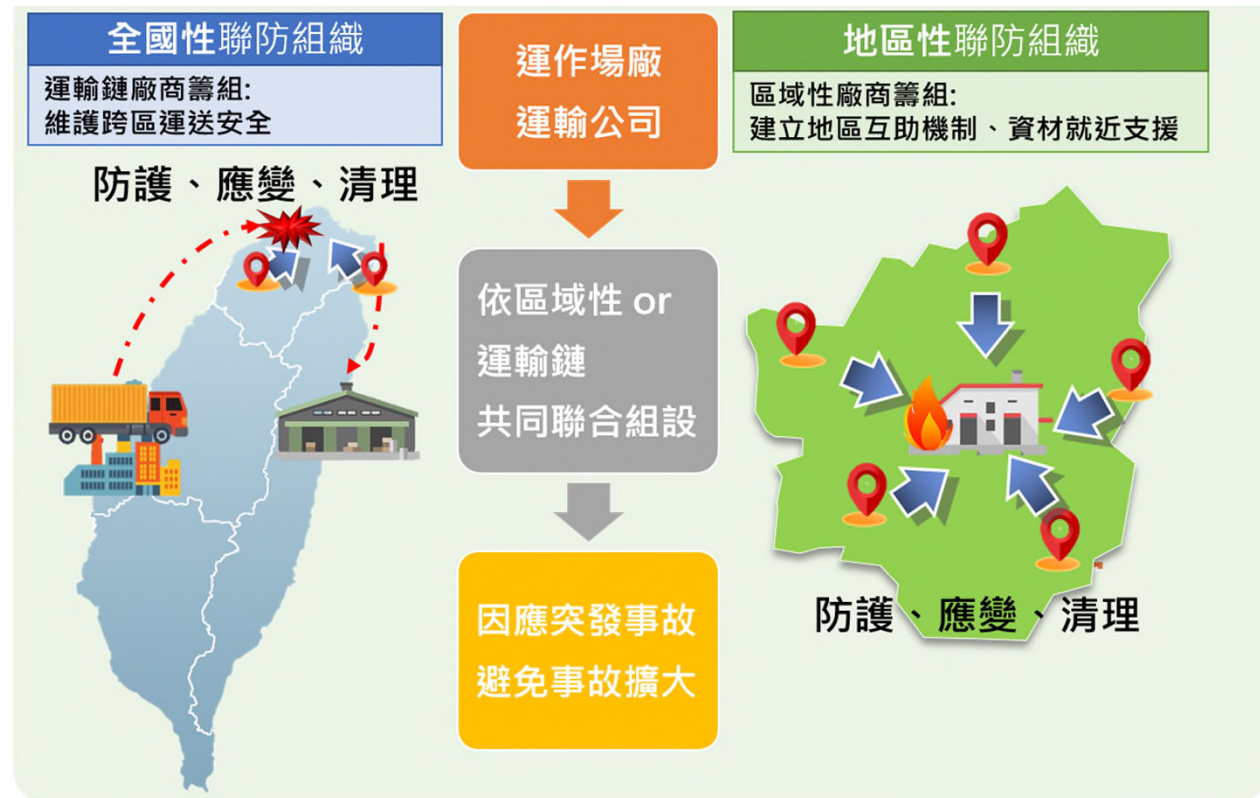 全國性聯防組織
運輸鏈廠商籌組:
維護跨區運送安全
防護、應變、清理
運作場廠
運輸公司
依區域性 or
運輸鏈
共同聯合組設
因應突發事故
避免事故擴大
地區性聯防組織
區域性廠商籌組:
建立地區互助機制、資材就近支援
防護、應變、清理